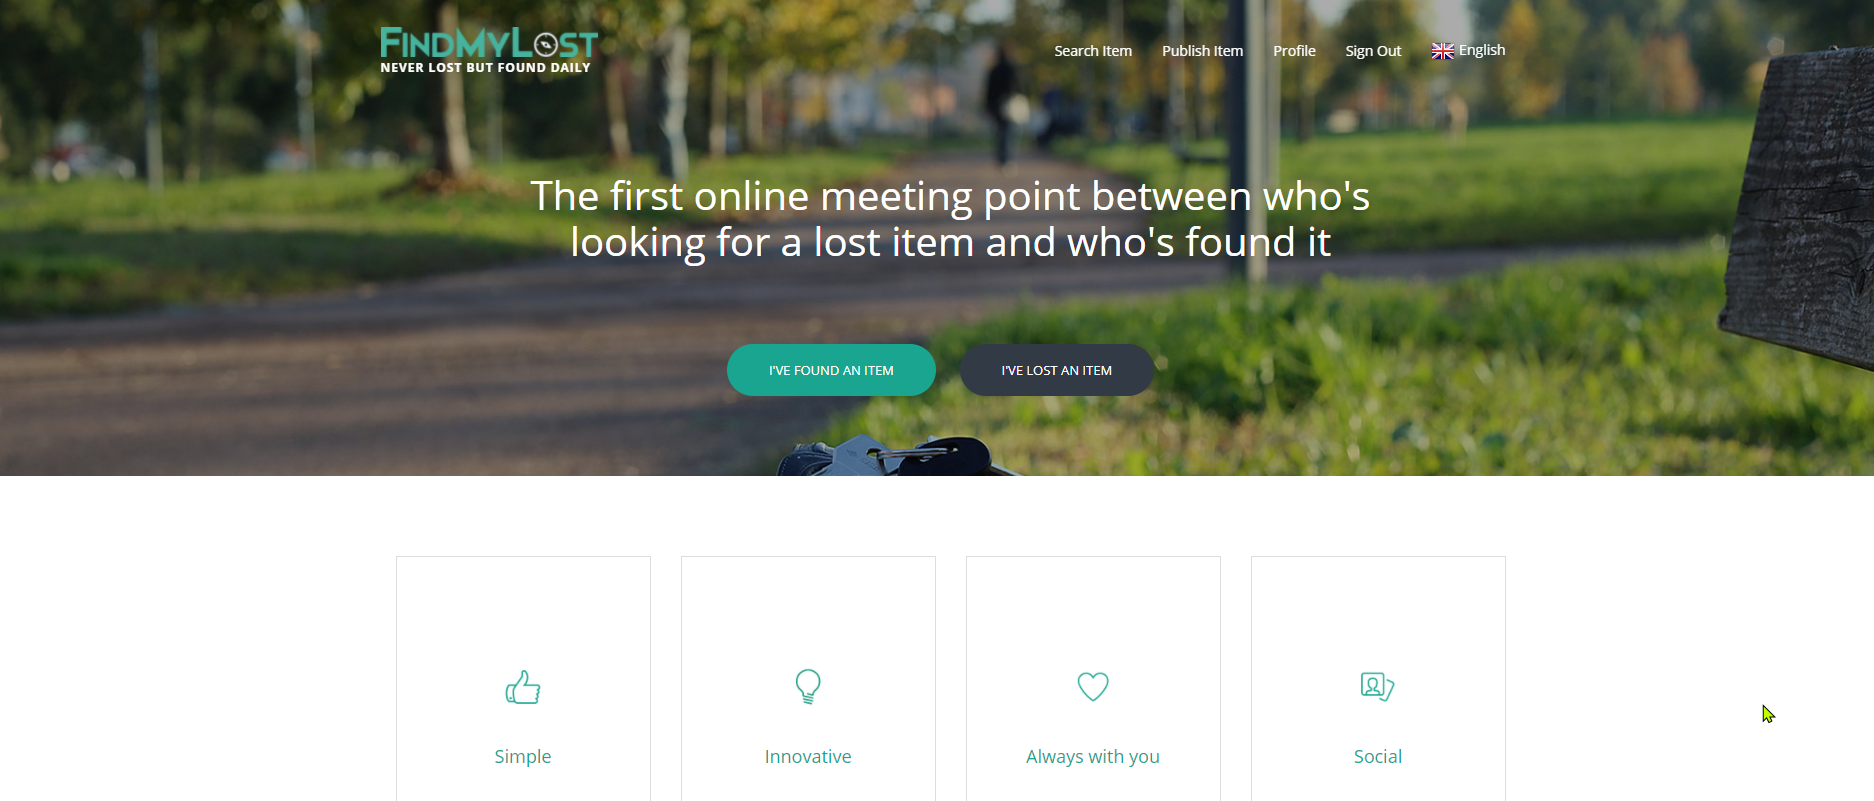 FINDMYLOST
NEVER LOST BUT FOUND DAILY
Search Item
Publish Item
Profile
Sign Out
English
The first online meeting point between who's
looking for a lost item and who's found it
I'VE FOUND AN ITEM
I'VE LOST AN ITEM
Simple
Innovative
Always with you
Social